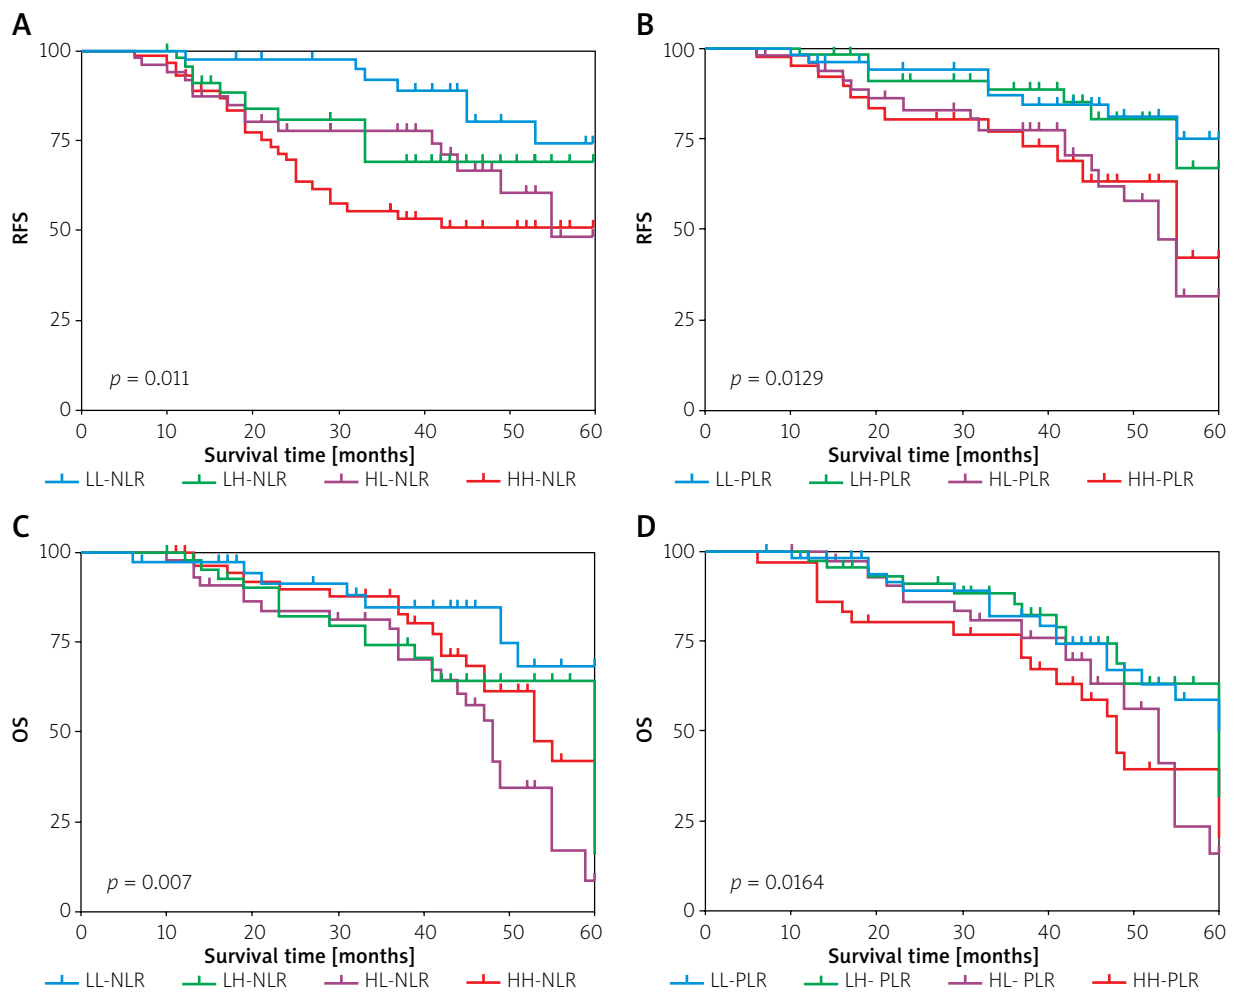 A
100
75
50
25
0
RFS
p = 0.011
0 10 20 30 40 50 60
Survival time [months]
LL-NLR LH-NLR HL-NLR HH-NLR
B
100
75
50
25
0
RFS
p = 0.0129
0 10 20 30 40 50 60
Survival time [months]
LL-PLR LH-PLR HL-PLR HH-PLR
C
100
75
50
25
0
OS
p = 0.007
0 10 20 30 40 50 60
Survival time [months]
LL-NLR LH-NLR HL-NLR HH-NLR
D
100
75
50
25
0
OS
p = 0.0164
0 10 20 30 40 50 60
Survival time [months]
LL-PLR LH- PLR HL- PLR HH-PLR